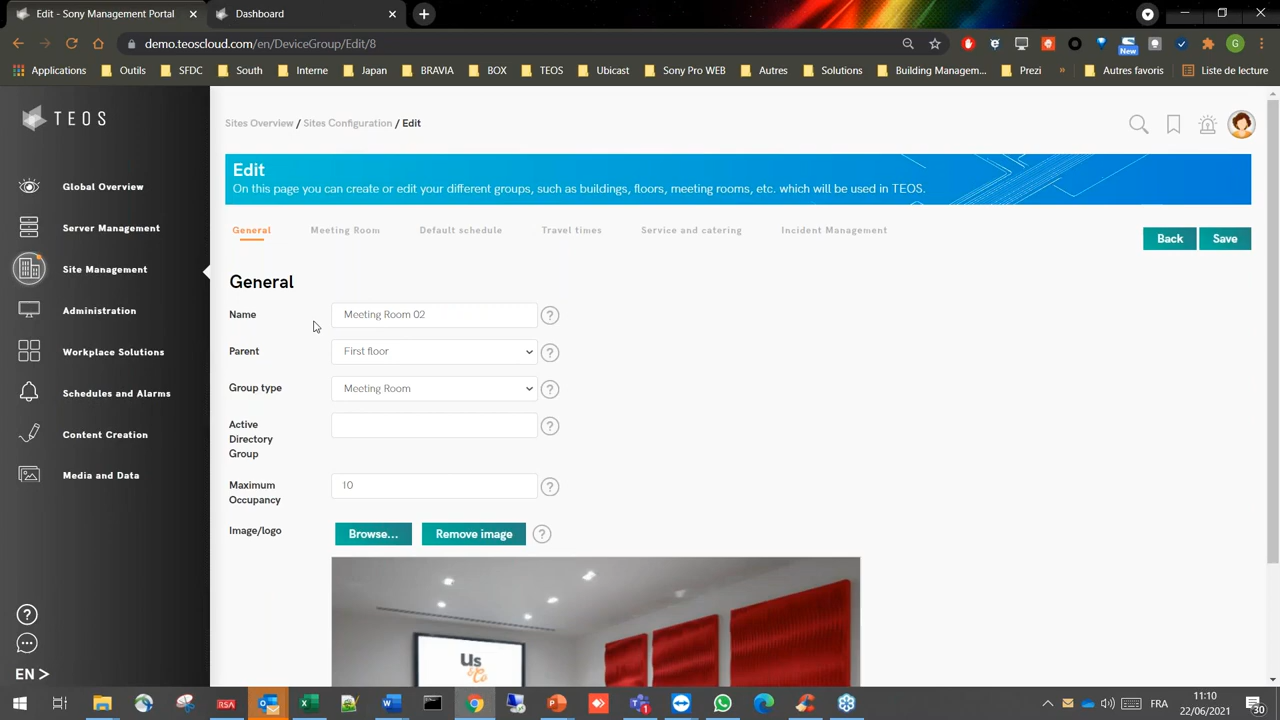 Edit - Sony Management Portal
Dashboard
demo.teoscloud.com/en/DeviceGroup/Edit/8
New
G
Applications
Outils
SFDC
South
Interne
Japan
BRAVIA
BOX
TEOS
Ubicast
Sony Pro WEB
Autres
Solutions
Building Managem...
Prezi
»
Autres favoris
Liste de lecture
TEOS
Sites Overview / Sites Configuration / Edit
Edit
On this page you can create or edit your different groups, such as buildings, floors, meeting rooms, etc. which will be used in TEOS.
Global Overview
Server Management
Site Management
Administration
Workplace Solutions
Schedules and Alarms
Content Creation
Media and Data
?
EN >
General
Meeting Room
Default schedule
Travel times
Service and catering
Incident Management
Back
Save
General
Name
Meeting Room 02
?
Parent
First floor
?
Group type
Meeting Room
?
Active
Directory
Group
?
Maximum
Occupancy
10
?
Image/logo
Browse...
Remove image
?
Us
&Co
RSA
FRA
11:10
22/06/2021
30